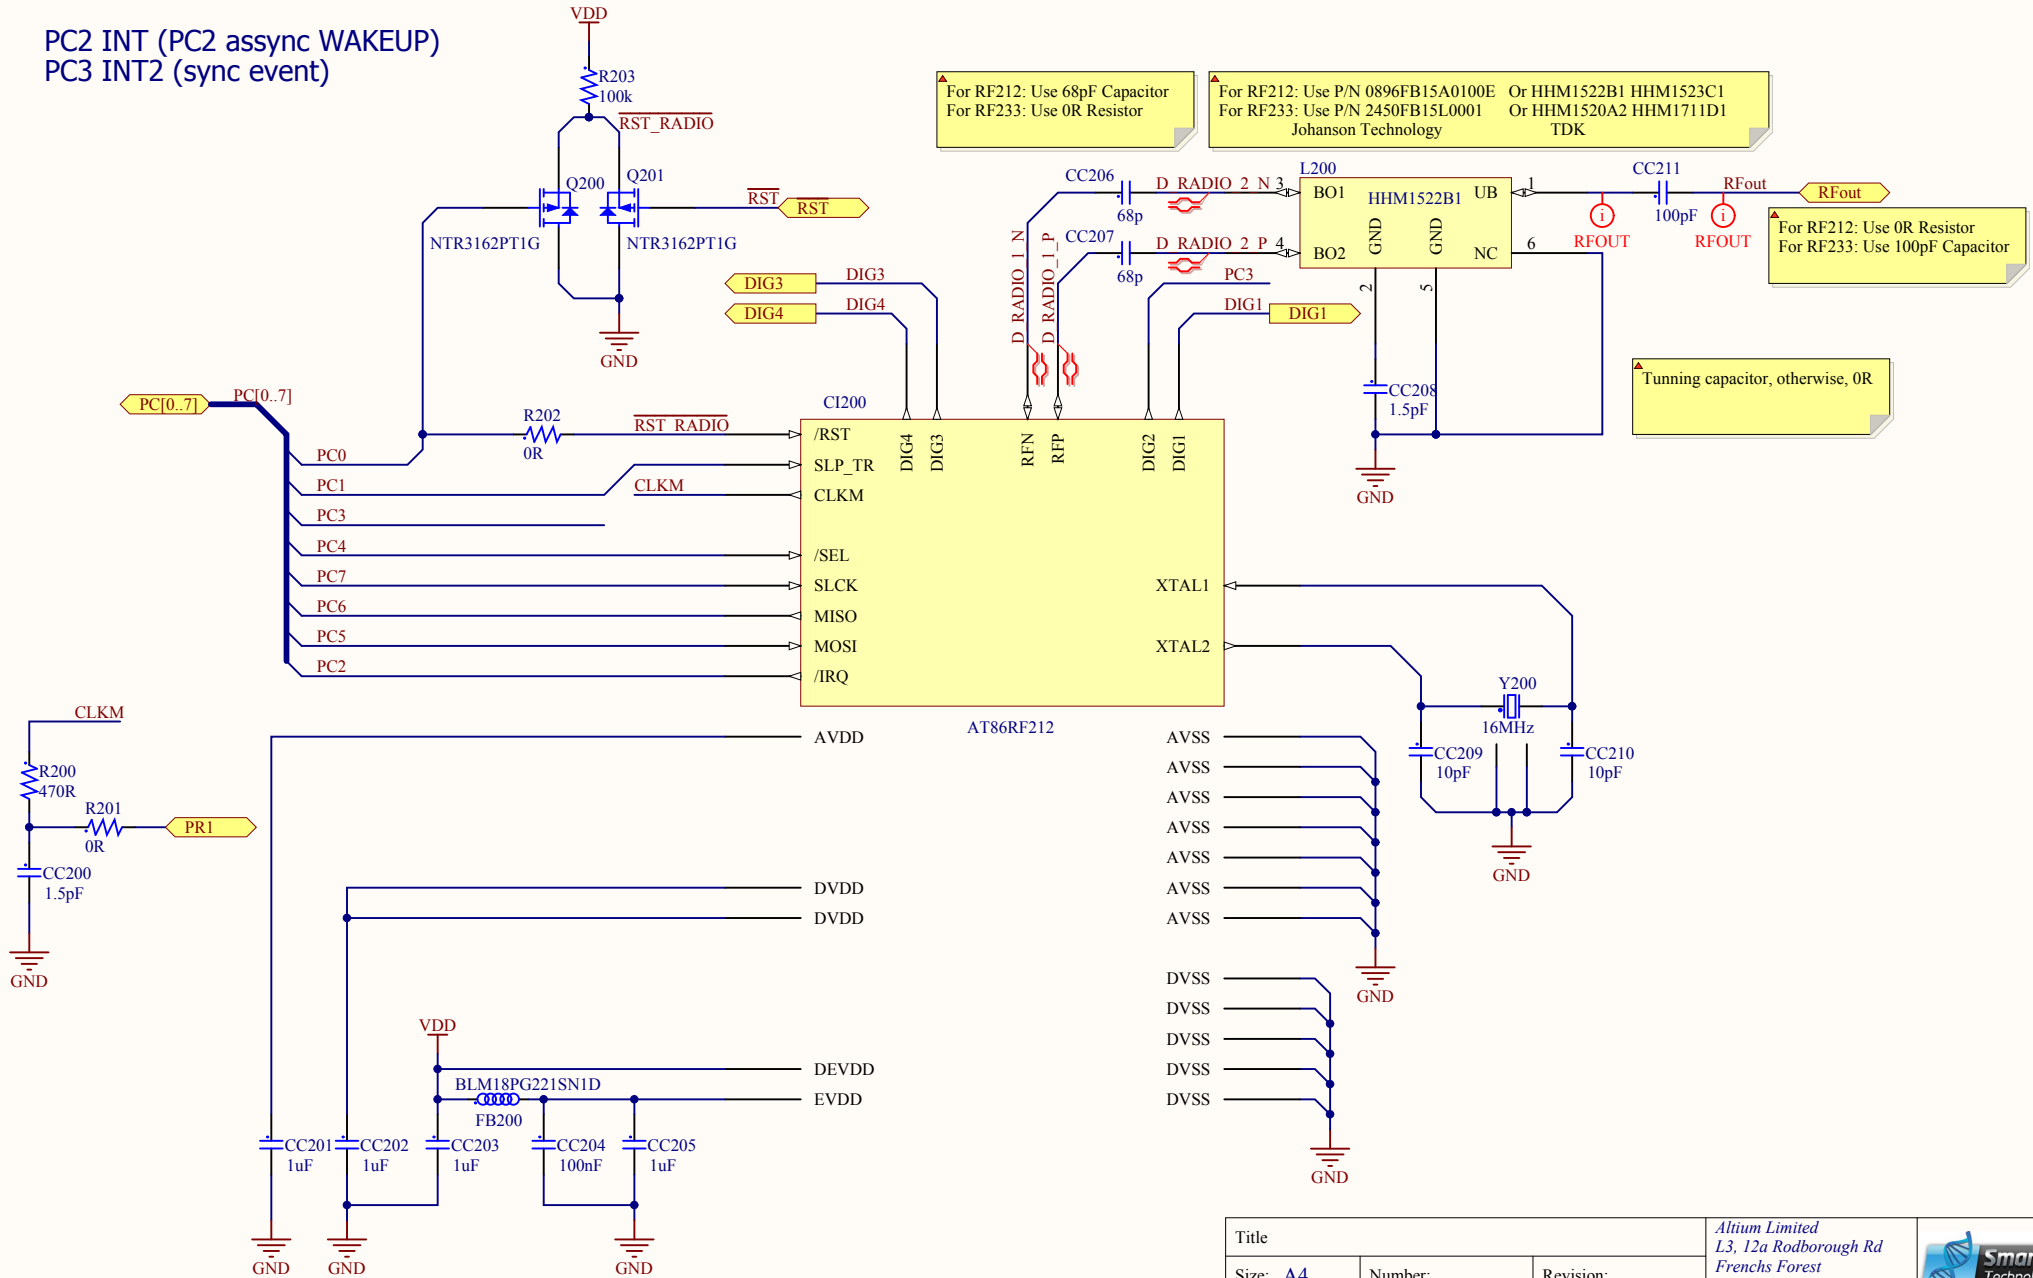 PC2 INT (PC2 assync WAKEUP)
PC3 INT2 (sync event)
VDD
R203
100k
RST_RADIO
Q200
Q201
NTR3162PT1G
NTR3162PT1G
RST
RST
GND
For RF212: Use 68pF Capacitor
For RF233: Use 0R Resistor
For RF212: Use P/N 0896FB15A0100E Or HHM1522B1 HHM1523C1
For RF233: Use P/N 2450FB15L0001 Or HHM1520A2 HHM1711D1
Johanson Technology TDK
CC206
68p
D_RADIO_2_N
3
CC207
68p
D_RADIO_2_P
4
L200
BO1
HHM1522B1
UB
1
BO2
GND
GND
NC
6
2
5
CC211
100pF
RFout
RFout
RFOUT
RFOUT
For RF212: Use 0R Resistor
For RF233: Use 100pF Capacitor
DIG3
DIG3
DIG4
DIG4
D_RADIO_1_N
D_RADIO_1_P
PC3
DIG1
DIG1
CC208
1.5pF
GND
Tunning capacitor, otherwise, 0R
PC[0..7]
PC[0..7]
R202
0R
RST_RADIO
CLKM
PC0
PC1
PC3
PC4
PC7
PC6
PC5
PC2
CI200
/RST
SLP_TR
CLKM
/SEL
SLCK
MISO
MOSI
/IRQ
DIG4
DIG3
RFN
RFP
DIG2
DIG1
XTAL1
XTAL2
AT86RF212
Y200
16MHz
CC209
10pF
CC210
10pF
GND
CLKM
R200
470R
R201
0R
PR1
CC200
1.5pF
GND
AVDD
DVDD
DVDD
DEVDD
EVDD
AVSS
AVSS
AVSS
AVSS
AVSS
AVSS
AVSS
GND
DVSS
DVSS
DVSS
DVSS
DVSS
GND
VDD
BLM18PG221SN1D
FB200
CC201
1uF
CC202
1uF
CC203
1uF
CC204
100nF
CC205
1uF
GND
GND
GND
Title
Size: A4
Number:
Revision:
Altium Limited
L3, 12a Rodborough Rd
Frenchs Forest